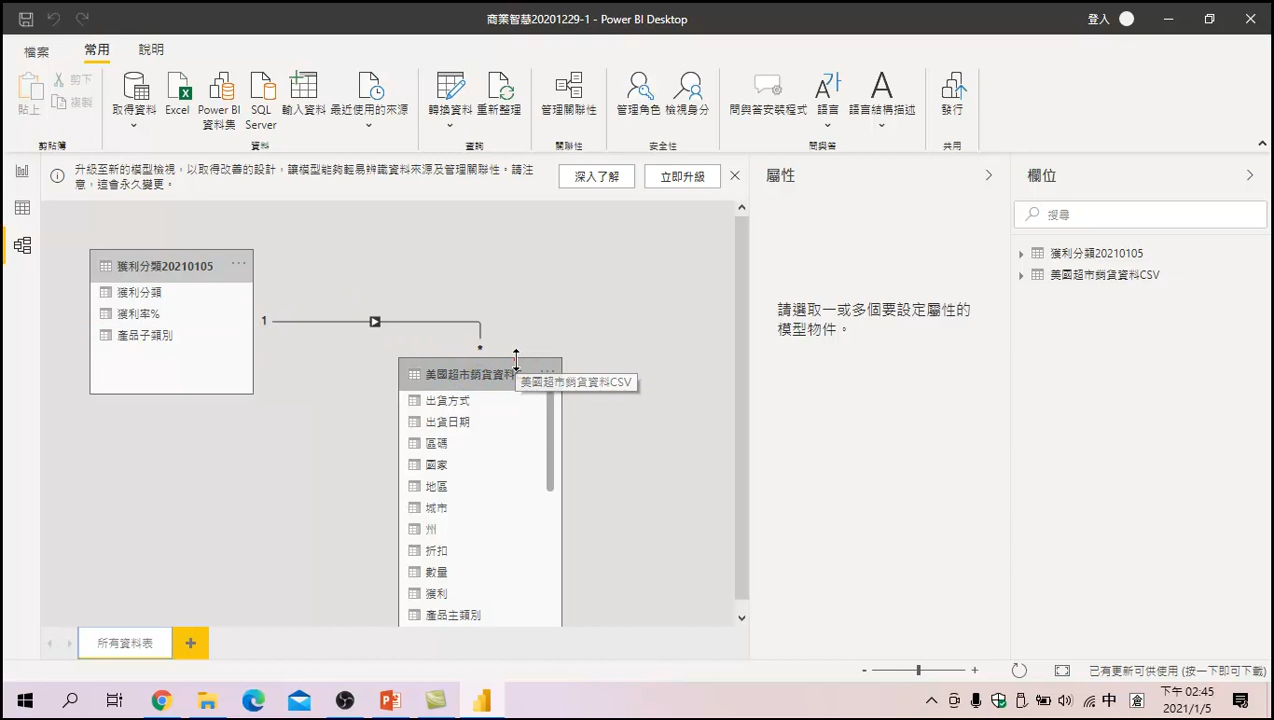 商業智慧20201229-1 - Power BI Desktop
登入
檔案
常用
說明
貼上
剪下
複製
剪貼簿
取得資料
Excel
Power BI
資料集
SQL
Server
輸入資料
最近使用的來源
資料
轉換資料
重新整理
查詢
管理關聯性
關聯性
管理角色
檢視身分
安全性
問與答安裝程式
語言
語言結構描述
問與答
發行
共用
升級至新的模型檢視，以取得改善的設計，讓模型能夠輕易辨識資料來源及管理關聯性。請注
意，這會永久變更。
深入了解
立即升級
屬性
請選取一或多個要設定屬性的
模型物件。
欄位
搜尋
獲利分類20210105
美國超市銷貨資料CSV
獲利分類20210105
獲利分類
獲利率%
產品子類別
1
*
美國超市銷貨資料
美國超市銷貨資料CSV
出貨方式
出貨日期
區碼
國家
地區
城市
州
折扣
數量
獲利
產品主類別
所有資料表
已有更新可供使用 (按一下即可下載)
中
倉
下午 02:45
2021/1/5